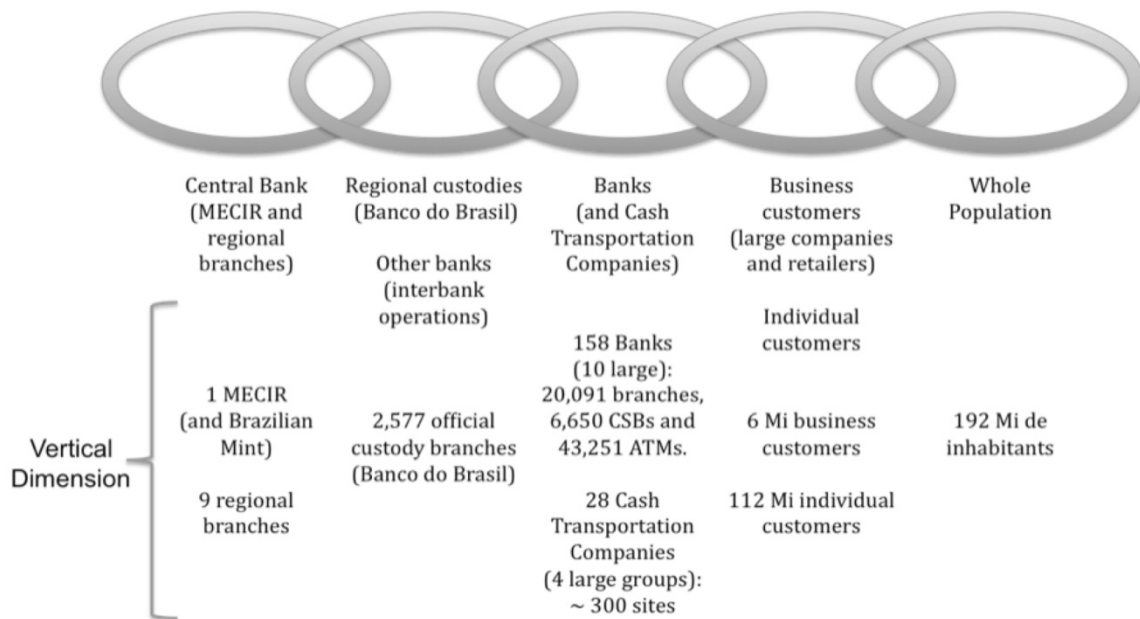 Central Bank
(MECIR and
regional
branches)
Regional custodies
(Banco do Brasil)
Other banks
(interbank
operations)
Banks
(and Cash
Transportation
Companies)
Business
customers
(large companies
and retailers)
Individual
customers
Whole
Population
Vertical
Dimension
1 MECIR
(and Brazilian
Mint)
9 regional
branches
2,577 official
custody branches
(Banco do Brasil)
158 Banks
(10 large):
20,091 branches,
6,650 CSBs and
43,251 ATMs.
28 Cash
Transportation
Companies
(4 large groups):
~ 300 sites
6 Mi business
customers
112 Mi individual
customers
192 Mi de
inhabitants